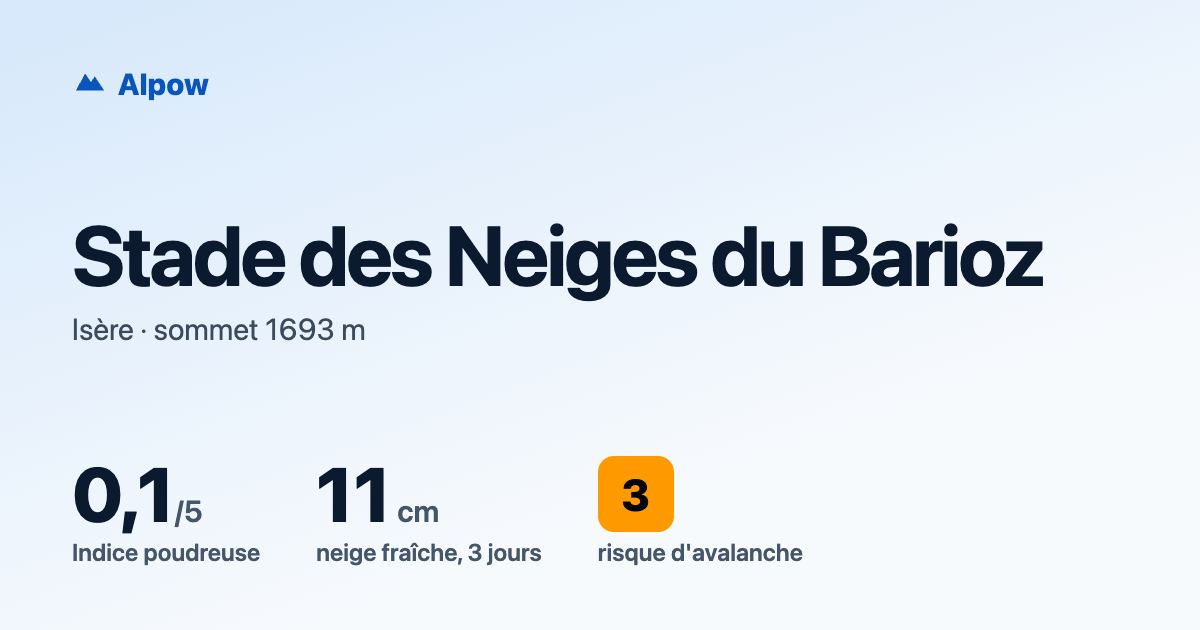 Alpow
Stade des Neiges du Barioz
Isère · sommet 1693 m
0,1/5
Indice poudreuse
11 cm
neige fraîche, 3 jours
3
risque d'avalanche